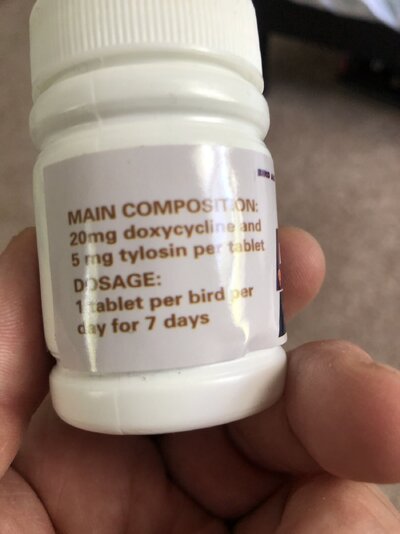 BIRD
MAIN COMPOSITION:
20mg doxycycline and
5 mg tylosin per tablet
DOSAGE:
1 tablet per bird per
day for 7 days